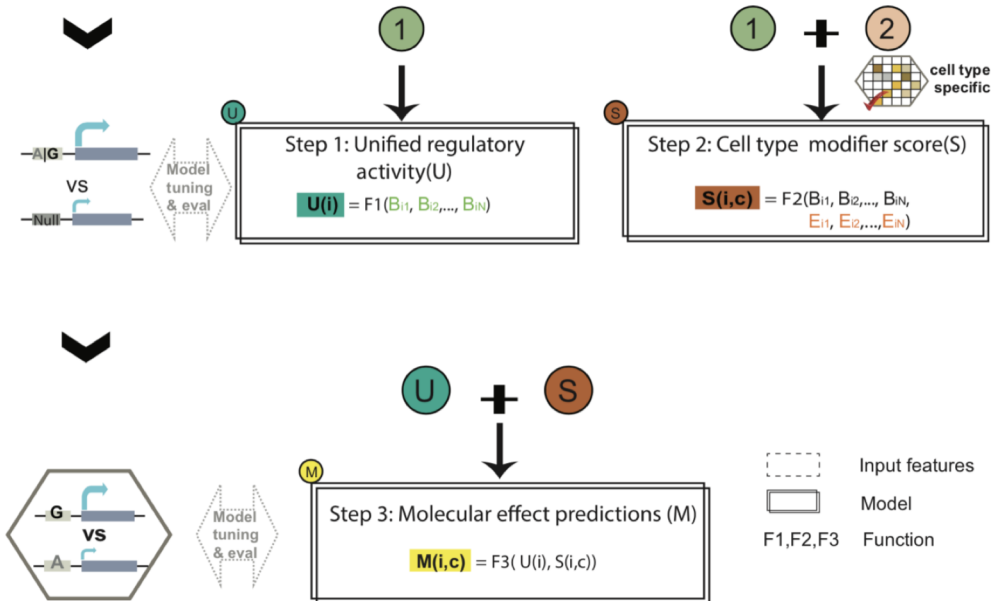 1
1
2
cell type
specific
U
Step 1: Unified regulatory
activity(U)
U(i) = F1(Bi1, Bi2,..., BiN)
S
Step 2: Cell type modifier score(S)
S(i,c) = F2(Bi1, Bi2,..., BiN,
Ei1, Ei2,...,EiN)
A|G
VS
Null
Model
tuning
& eval
U
S
M
Step 3: Molecular effect predictions (M)
M(i,c) = F3( U(i), S(i,c))
G
VS
A
Model
tuning
& eval
Input features
Model
F1,F2,F3 Function